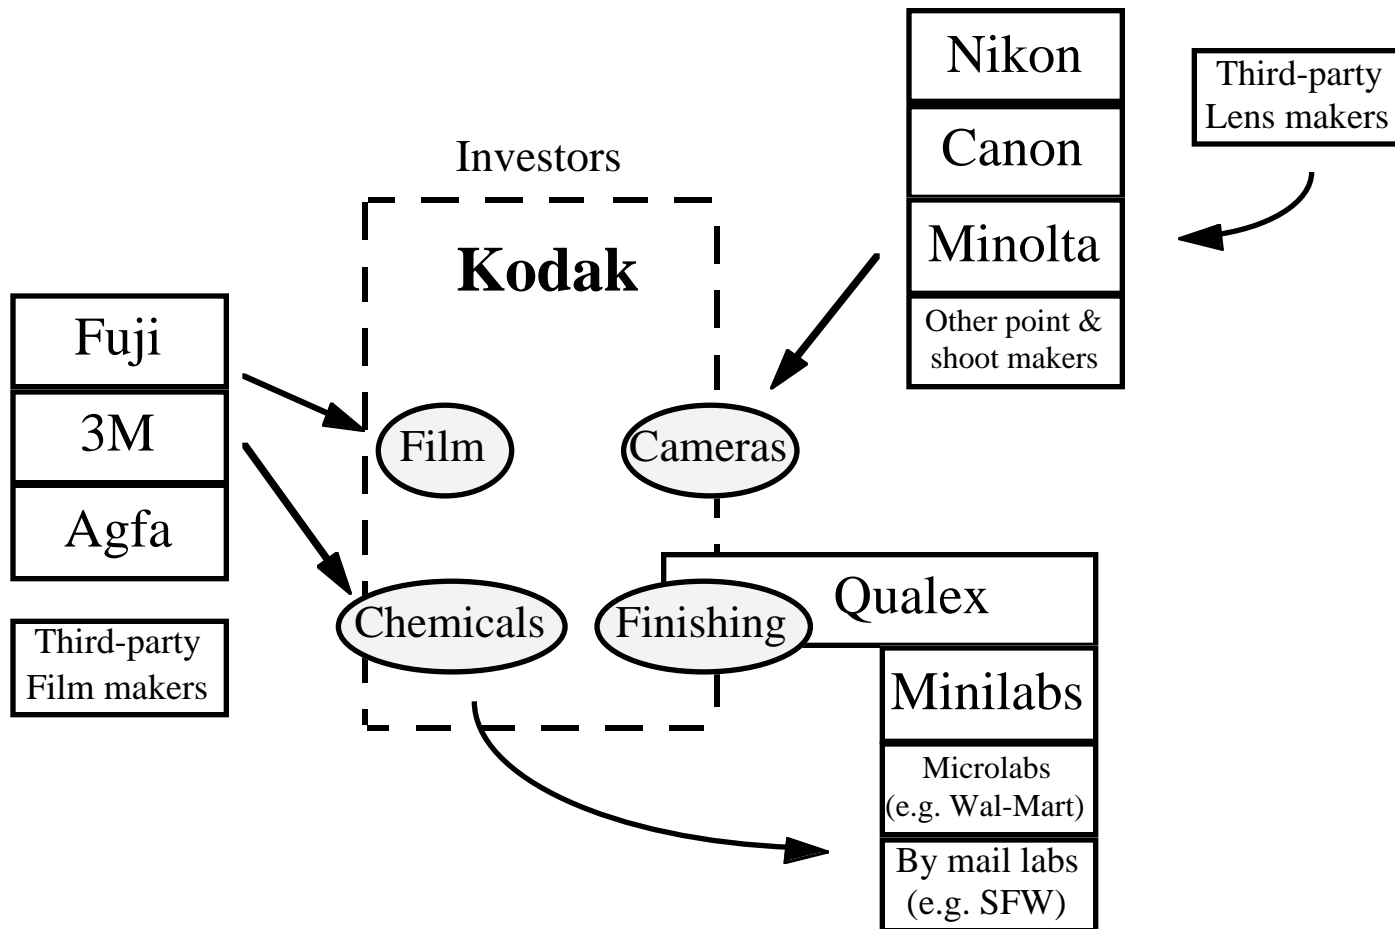 Nikon
Third-party
Lens makers
Canon
Investors
Minolta
Kodak
Other point &
shoot makers
Fuji
3M
Agfa
Film
Cameras
Qualex
Chemicals
Finishing
Third-party
Film makers
Minilabs
Microlabs
(e.g. Wal-Mart)
By mail labs
(e.g. SFW)